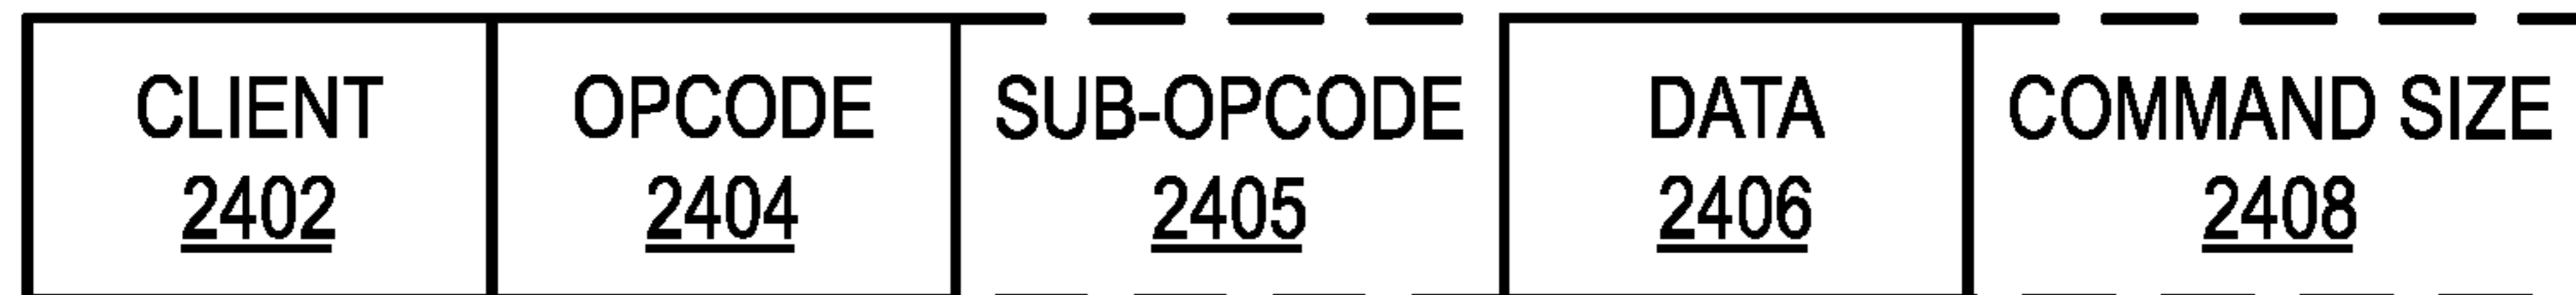 CLIENT OPCODE SUB-OPCODE DATA COMMAND SIZE
2402 2404 2405 2406 2408